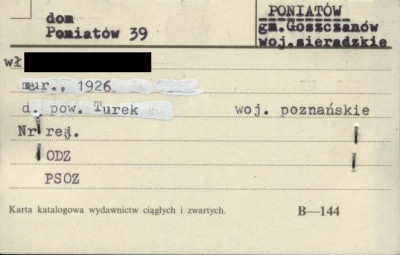 dom
Poniatów 39
PONIATÓW
gm.Goszczanów
woj.sieradzkie
wł
mur., 1926
d. pow. Turek woj. poznańskie
Nr rej.
ODZ
PSOZ
Karta katalogowa wydawnictw ciągłych i zwartych. B—144